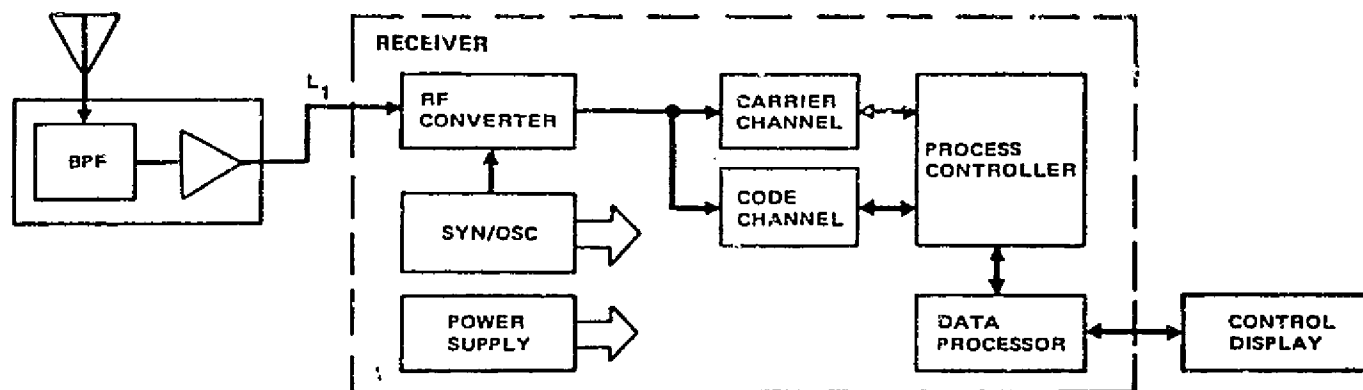 RECEIVER
L1
RF
CONVERTER
CARRIER
CHANNEL
BPF
PROCESS
CONTROLLER
CODE
CHANNEL
SYN/OSC
POWER
SUPPLY
DATA
PROCESSOR
CONTROL
DISPLAY